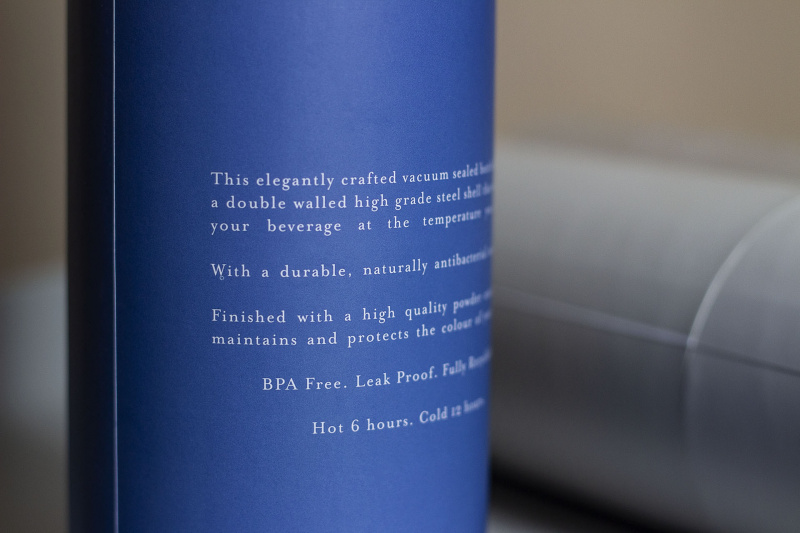 This elegantly crafted vacuum sealed
a double walled high grade steel shell
your beverage at the temperature
With a durable, naturally antibacterial
Finished with a high quality powder
maintains and protects the colour of
BPA Free. Leak Proof. Fully
Hot 6 hours. Cold 12 hours.